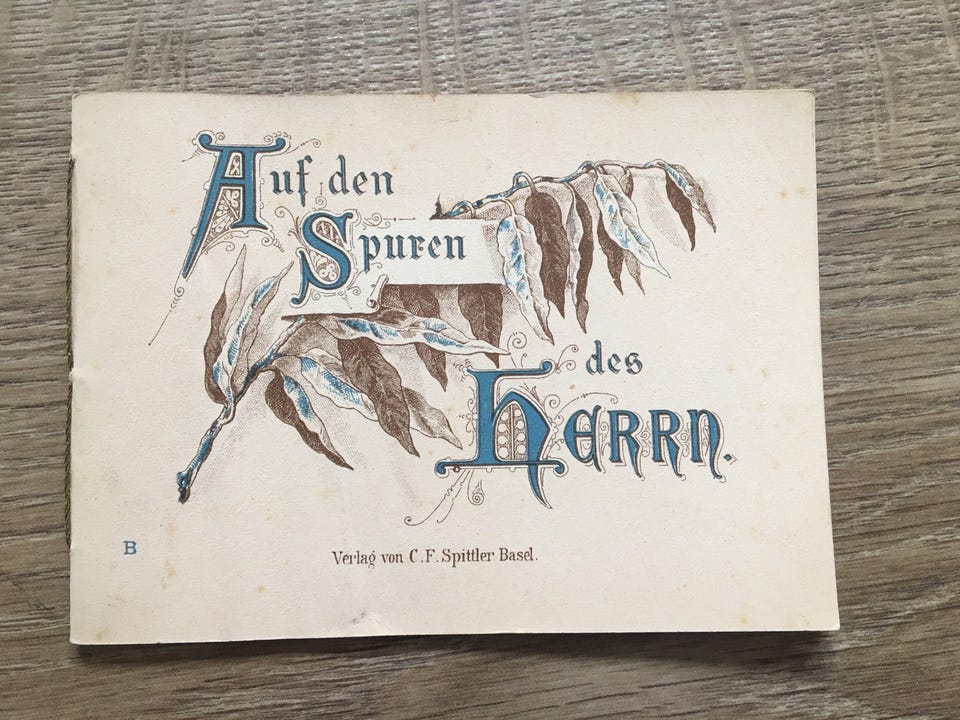 Auf den
Spuren
des
HERRN.
B
Verlag von C.F. Spittler Basel.